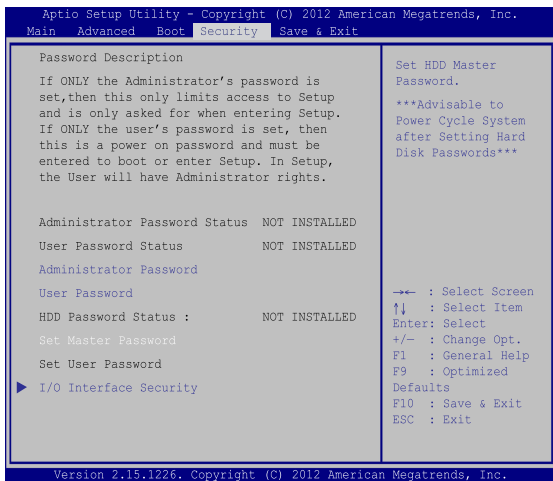 Aptio Setup Utility - Copyright (C) 2012 American Megatrends, Inc.
Main Advanced Boot Security Save & Exit
Password Description
If ONLY the Administrator's password is
set,then this only limits access to Setup
and is only asked for when entering Setup.
If ONLY the user's password is set, then
this is a power on password and must be
entered to boot or enter Setup. In Setup,
the User will have Administrator rights.
Administrator Password Status NOT INSTALLED
User Password Status NOT INSTALLED
Administrator Password
User Password
HDD Password Status : NOT INSTALLED
Set Master Password
Set User Password
I/O Interface Security
Set HDD Master
Password.
***Advisable to
Power Cycle System
after Setting Hard
Disk Passwords***
→← : Select Screen
↑↓ : Select Item
Enter: Select
+/— : Change Opt.
F1 : General Help
F9 : Optimized
Defaults
F10 : Save & Exit
ESC : Exit
Version 2.15.1226. Copyright (C) 2012 American Megatrends, Inc.